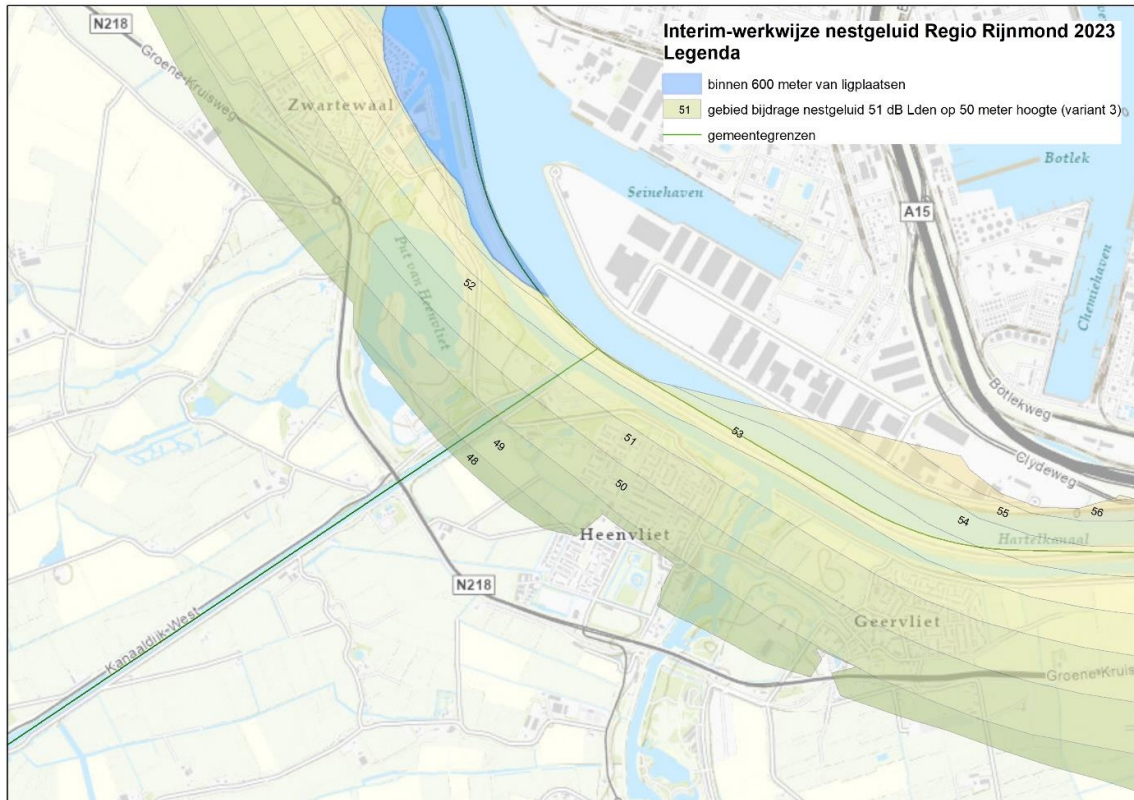 Interim-werkwijze nestgeluid Regio Rijnmond 2023
Legenda
binnen 600 meter van ligplaatsen
51 gebied bijdrage nestgeluid 51 dB Lden op 50 meter hoogte (variant 3)
gemeentegrenzen
N218
Groene-Kruisweg
Zwartewaal
Botlek
Seinehaven
A15
Chemiehaven
Put van Heenvliet
52
Botlekweg
53
51
49
48
50
Clydeweg
55
56
54
Heenvliet
Hartelkanaal
N218
Geervliet
Kanaaldijk-West
Groene-Kruis